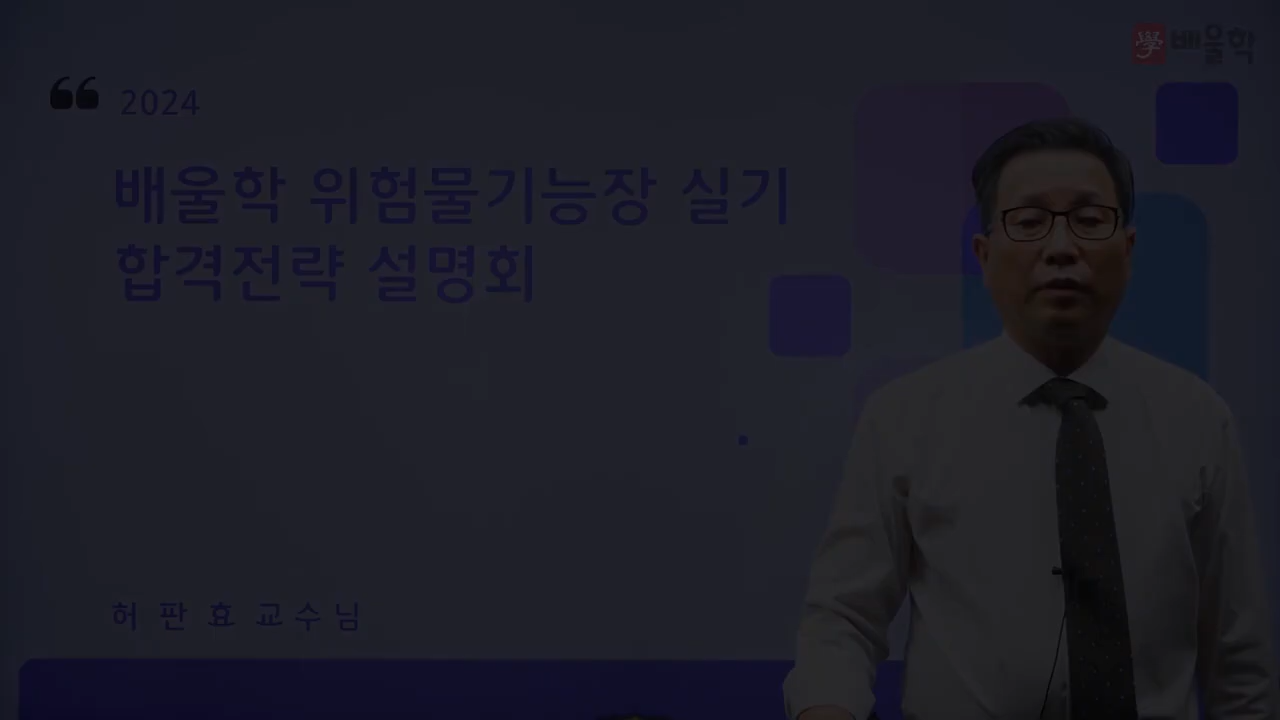 學 배울학
❝ 2024
배울학 위험물기능장 실기
합격전략 설명회
허 판 효 교수님